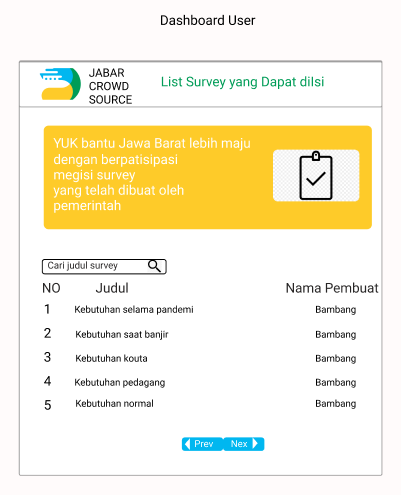 Dashboard User
JABAR
CROWD
SOURCE
List Survey yang Dapat diIsi
YUK bantu Jawa Barat lebih maju
dengan berpatisipasi
megisi survey
yang telah dibuat oleh
pemerintah
Cari judul survey
NO Judul Nama Pembuat
1 Kebutuhan selama pandemi Bambang
2 Kebutuhan saat banjir Bambang
3 Kebutuhan kouta Bambang
4 Kebutuhan pedagang Bambang
5 Kebutuhan normal Bambang
Prev Nex